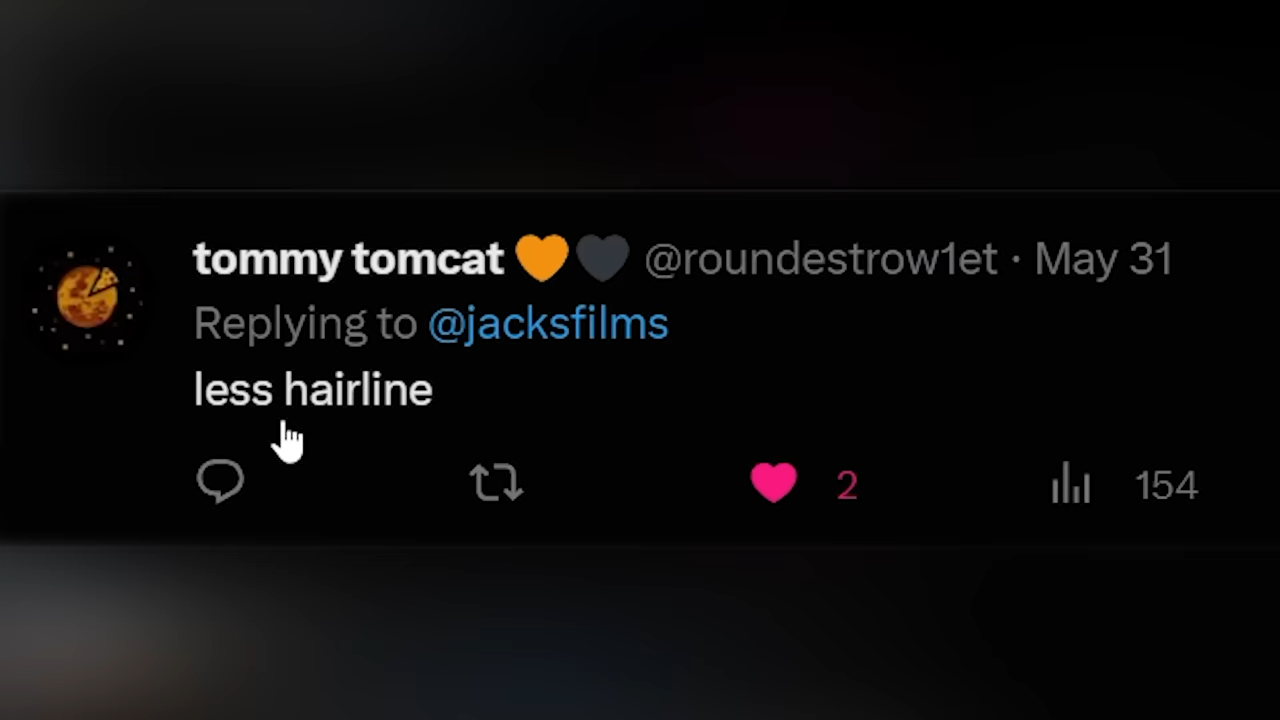 tommy tomcat 🧡🖤 @roundestrow1et · May 31
Replying to @jacksfilms
less hairline
2 154